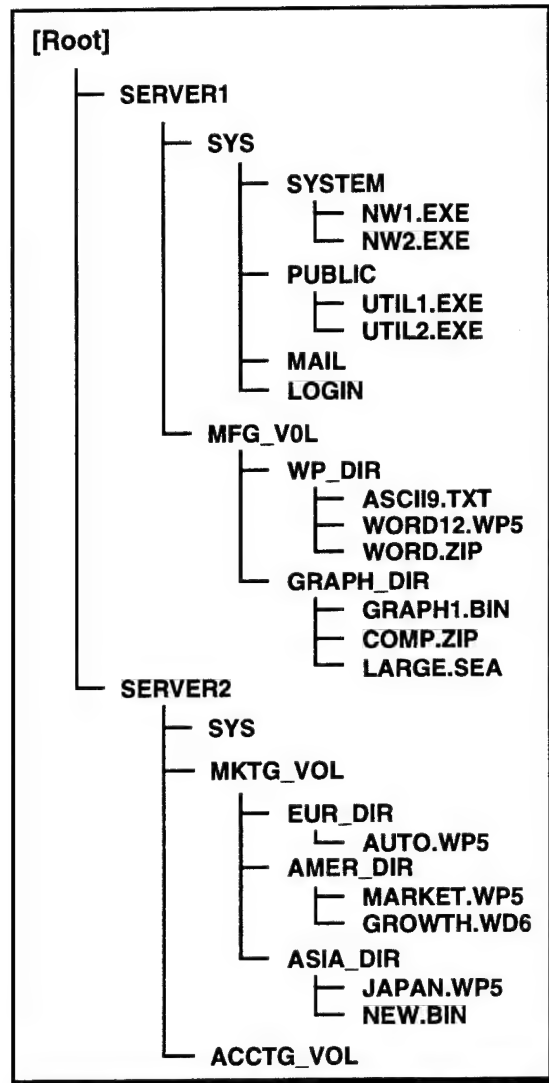 [Root]
SERVER1
SYS
SYSTEM
NW1.EXE
NW2.EXE
PUBLIC
UTIL1.EXE
UTIL2.EXE
MAIL
LOGIN
MFG_V0L
WP_DIR
ASCII9.TXT
WORD12.WP5
WORD.ZIP
GRAPH_DIR
GRAPH1.BIN
COMP.ZIP
LARGE.SEA
SERVER2
SYS
MKTG_VOL
EUR_DIR
AUTO.WP5
AMER_DIR
MARKET.WP5
GROWTH.WD6
ASIA_DIR
JAPAN.WP5
NEW.BIN
ACCTG_VOL